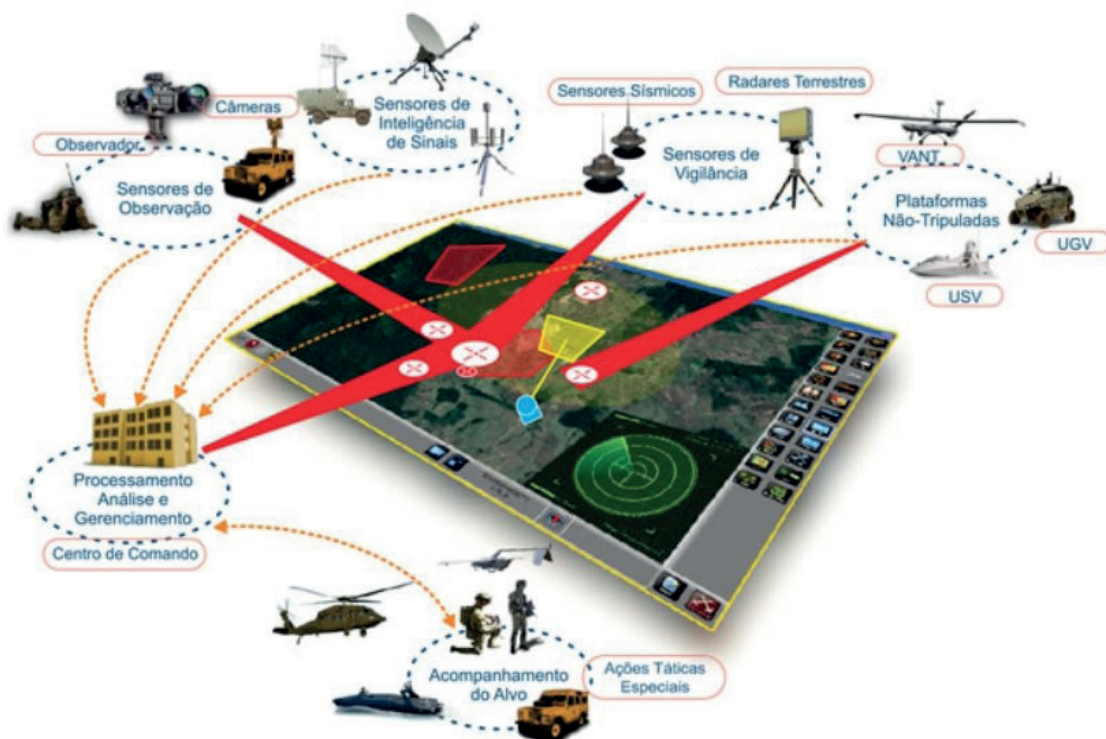 Câmeras
Observador
Sensores de
Observação
Sensores de
Inteligência
de Sinais
Sensores Sísmicos
Radares Terrestres
Sensores de
Vigilância
VANT
Plataformas
Não-Tripuladas
UGV
USV
Processamento
Análise e
Gerenciamento
Centro de Comando
Acompanhamento
do Alvo
Ações Táticas
Especiais